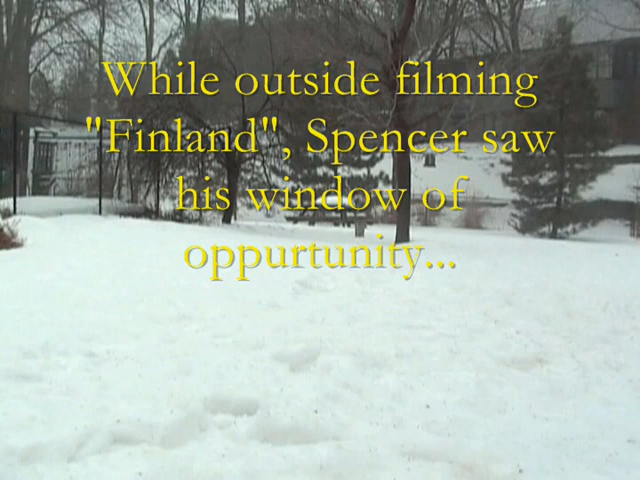 While outside filming
"Finland", Spencer saw
his window of
oppurtunity...